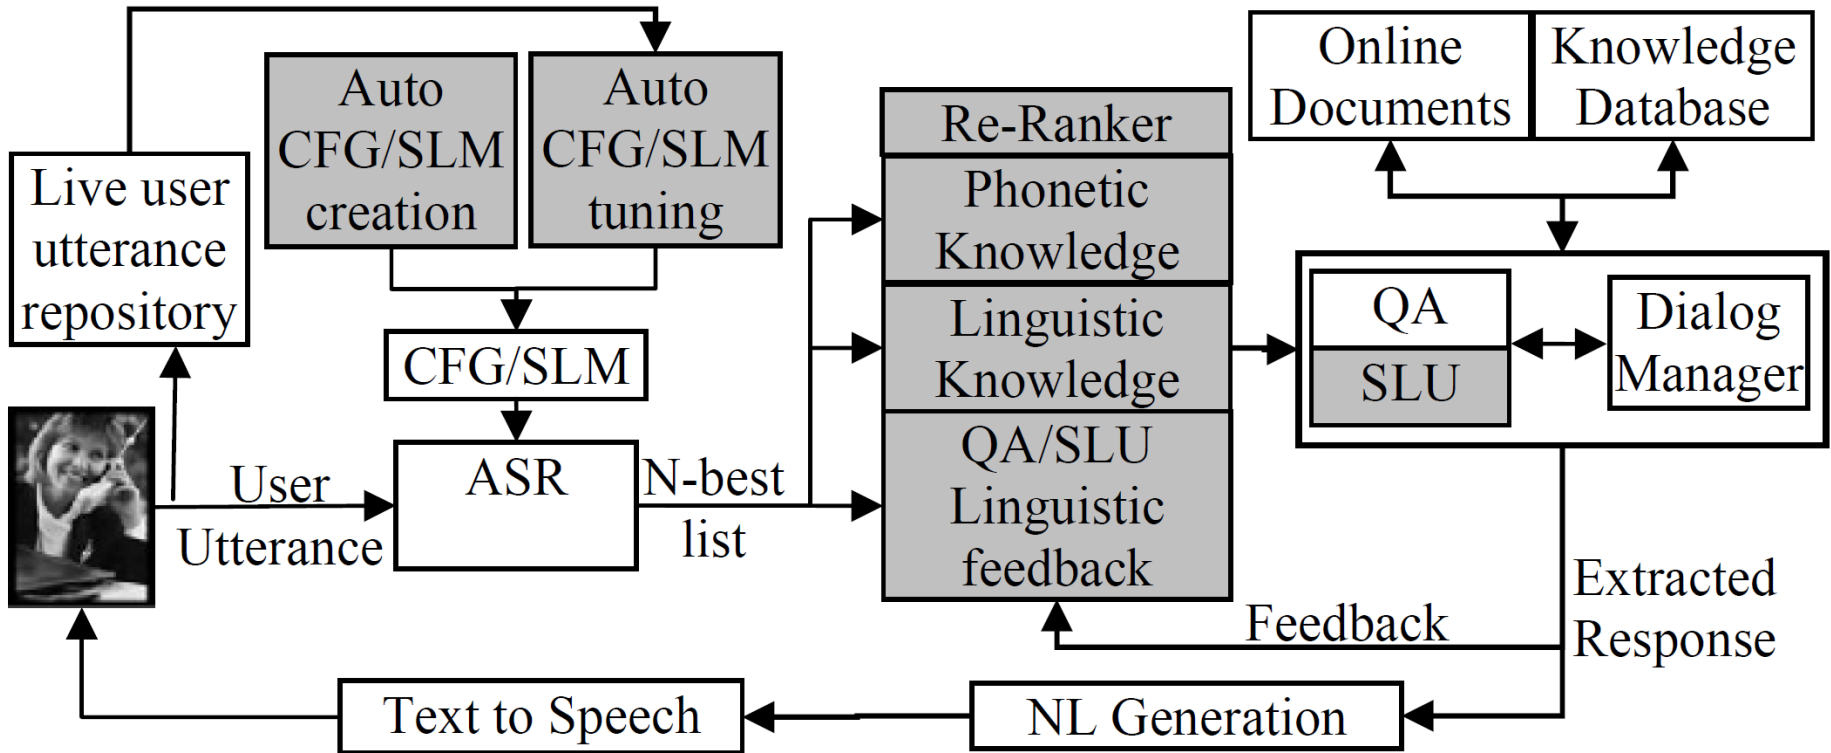 Live user
utterance
repository
Auto
CFG/SLM
creation
Auto
CFG/SLM
tuning
CFG/SLM
User
Utterance
ASR
N-best
list
Re-Ranker
Phonetic
Knowledge
Linguistic
Knowledge
QA/SLU
Linguistic
feedback
Online
Documents
Knowledge
Database
QA
SLU
Dialog
Manager
Feedback
Extracted
Response
NL Generation
Text to Speech